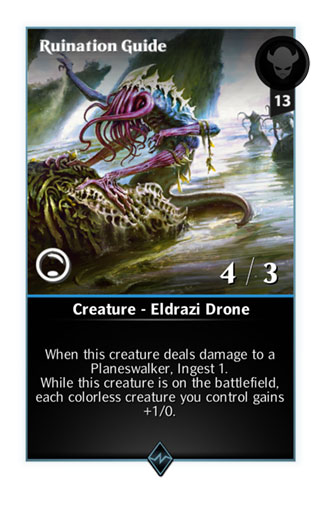 Ruination Guide
13
4/3
Creature - Eldrazi Drone
When this creature deals damage to a
Planeswalker, Ingest 1.
While this creature is on the battlefield,
each colorless creature you control gains
+1/0.